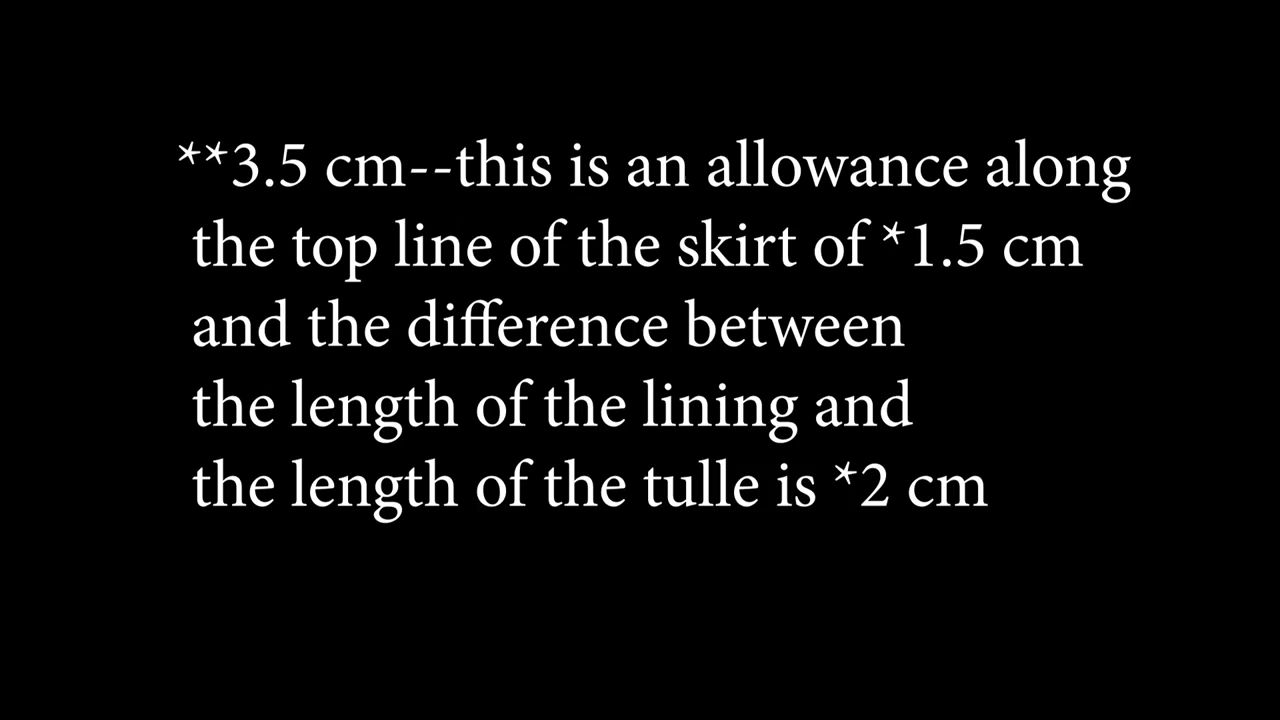 **3.5 cm--this is an allowance along
the top line of the skirt of *1.5 cm
and the difference between
the length of the lining and
the length of the tulle is *2 cm